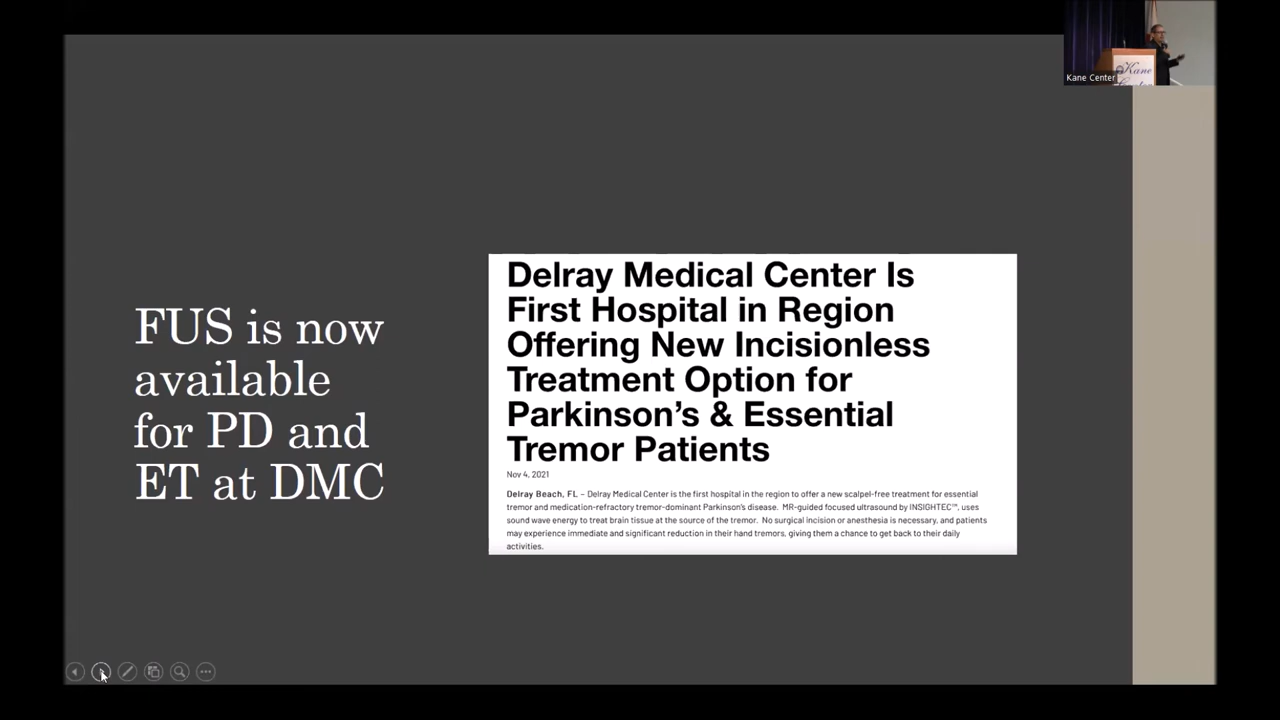 Kane Center
Kane
Center
FUS is now
available
for PD and
ET at DMC
Delray Medical Center Is
First Hospital in Region
Offering New Incisionless
Treatment Option for
Parkinson’s & Essential
Tremor Patients
Nov 4, 2021
Delray Beach, FL – Delray Medical Center is the first hospital in the region to offer a new scalpel-free treatment for essential
tremor and medication-refractory tremor-dominant Parkinson's disease. MR-guided focused ultrasound by INSIGHTEC™, uses
sound wave energy to treat brain tissue at the source of the tremor. No surgical incision or anesthesia is necessary, and patients
may experience immediate and significant reduction in their hand tremors, giving them a chance to get back to their daily
activities.